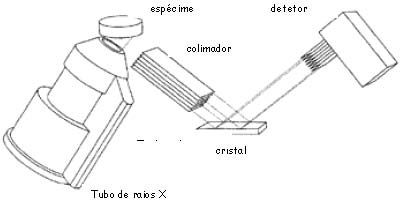 espécime
detetor
colimador
cristal
Tubo de raios X